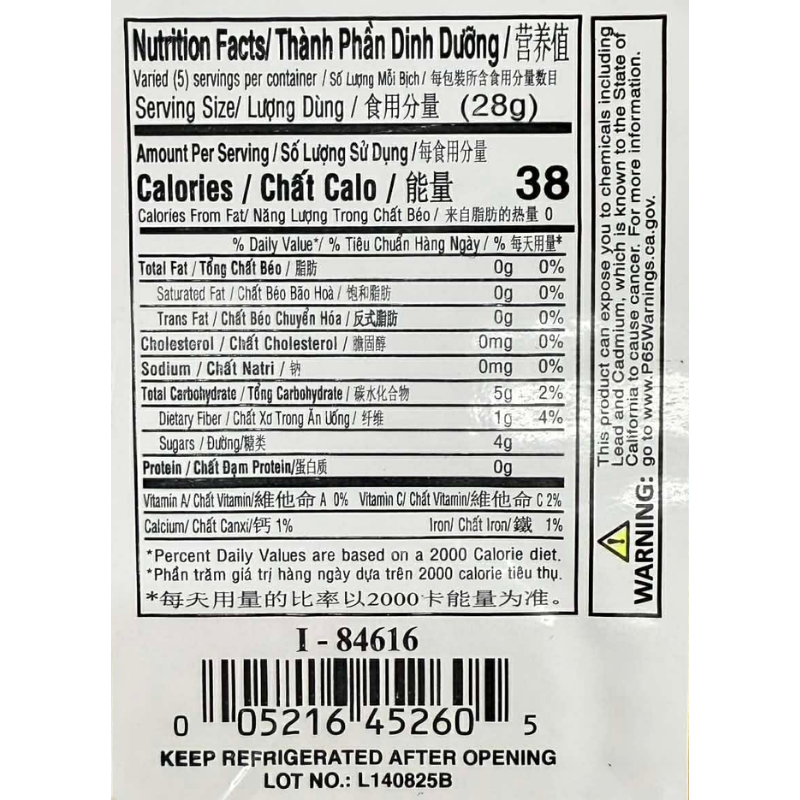 Nutrition Facts/ Thành Phần Dinh Dưỡng / 营养值
Varied (5) servings per container / Số Lượng Mỗi Bịch / 每包裝所含食用分量数目
Serving Size/ Lượng Dùng / 食用分量 (28g)
Amount Per Serving / Số Lượng Sử Dụng / 每食用分量
Calories / Chất Calo / 能量 38
Calories From Fat/ Năng Lượng Trong Chất Béo / 来自脂肪的热量 0
% Daily Value*/ % Tiêu Chuẩn Hàng Ngày / % 每天用量*
Total Fat / Tổng Chất Béo / 脂肪 0g 0%
Saturated Fat / Chất Béo Bão Hoà / 饱和脂肪 0g 0%
Trans Fat / Chất Béo Chuyển Hóa / 反式脂肪 0g 0%
Cholesterol / Chất Cholesterol / 膽固醇 0mg 0%
Sodium / Chất Natri / 钠 0mg 0%
Total Carbohydrate / Tổng Carbohydrate / 碳水化合物 5g 2%
Dietary Fiber / Chất Xơ Trong Ăn Uống / 纤维 1g 4%
Sugars / Đường/糖类 4g
Protein / Chất Đạm Protein/蛋白质 0g
Vitamin A/ Chất Vitamin/維他命 A 0% Vitamin C/ Chất Vitamin/維他命 C 2%
Calcium/ Chất Canxi/钙 1% Iron/ Chất Iron/鐵 1%
*Percent Daily Values are based on a 2000 Calorie diet.
*Phần trăm giá trị hàng ngày dựa trên 2000 calorie tiêu thụ.
*每天用量的比率以2000卡能量为准。
I - 84616
0 05216 45260 5
KEEP REFRIGERATED AFTER OPENING
LOT NO.: L140825B
WARNING: This product can expose you to chemicals including
Lead and Cadmium, which is known to the State of
California to cause cancer. For more information.
go to www.P65Warnings.ca.gov.